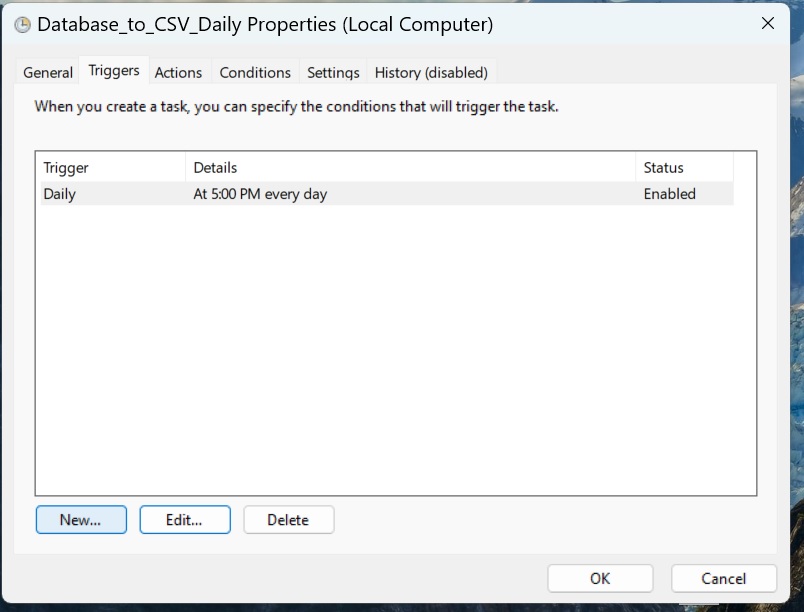 Database_to_CSV_Daily Properties (Local Computer)
General Triggers Actions Conditions Settings History (disabled)
When you create a task, you can specify the conditions that will trigger the task.
Trigger Details Status
Daily At 5:00 PM every day Enabled
New... Edit... Delete
OK Cancel